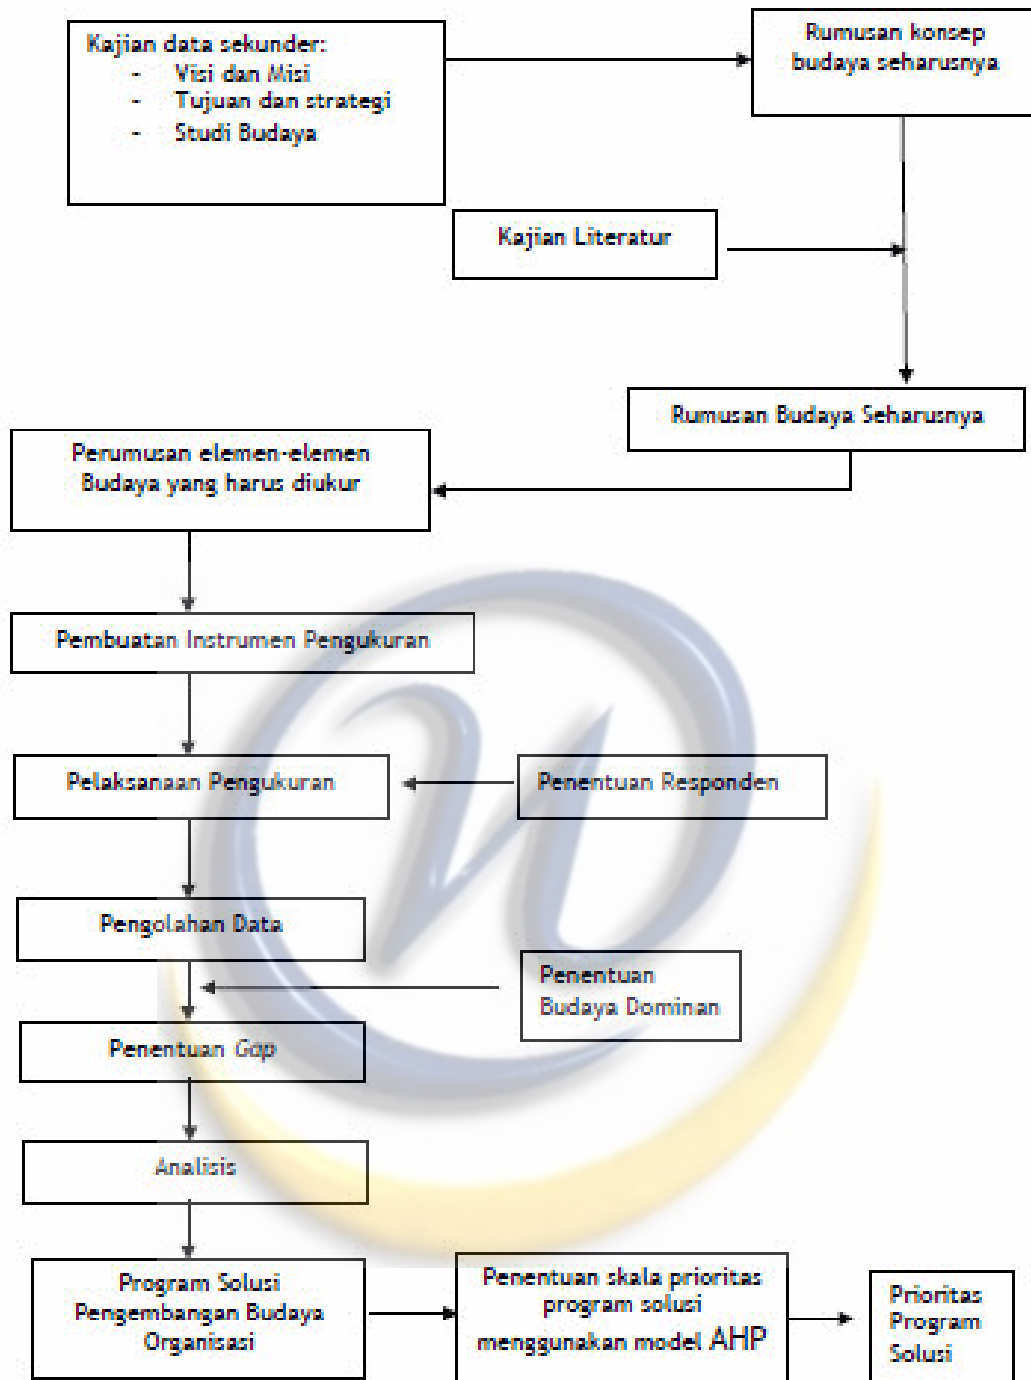 Kajian data sekunder:
- Visi dan Misi
- Tujuan dan strategi
- Studi Budaya
Rumusan konsep
budaya seharusnya
Kajian Literatur
Rumusan Budaya Seharusnya
Perumusan elemen-elemen
Budaya yang harus diukur
Pembuatan Instrumen Pengukuran
Pelaksanaan Pengukuran
Penentuan Responden
Pengolahan Data
Penentuan
Budaya Dominan
Penentuan Gap
Analisis
Program Solusi
Pengembangan Budaya
Organisasi
Penentuan skala prioritas
program solusi
menggunakan model AHP
Prioritas
Program
Solusi